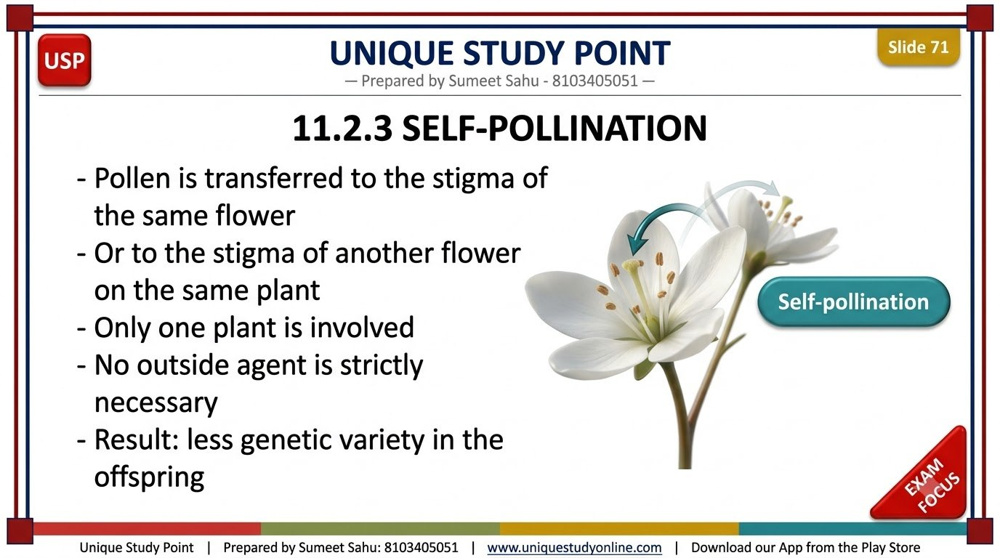 USP
UNIQUE STUDY POINT
Slide 71
— Prepared by Sumeet Sahu - 8103405051 —
11.2.3 SELF-POLLINATION
- Pollen is transferred to the stigma of
the same flower
- Or to the stigma of another flower
on the same plant
- Only one plant is involved
- No outside agent is strictly
necessary
- Result: less genetic variety in the
offspring
Self-pollination
EXAM
FOCUS
Unique Study Point | Prepared by Sumeet Sahu: 8103405051 | www.uniquestudyonline.com | Download our App from the Play Store